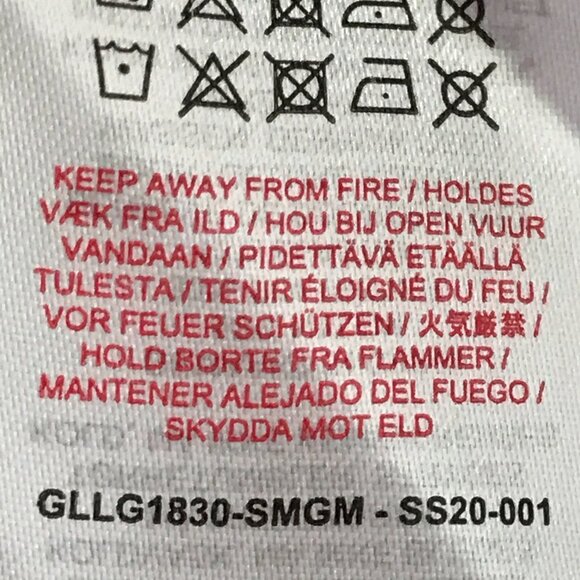 KEEP AWAY FROM FIRE / HOLDES
VÆK FRA ILD / HOU BIJ OPEN VUUR
VANDAAN / PIDETTÄVÄ ETÄÄLLÄ
TULESTA / TENIR ÉLOIGNÉ DU FEU /
VOR FEUER SCHÜTZEN / 火気厳禁 /
HOLD BORTE FRA FLAMMER /
MANTENER ALEJADO DEL FUEGO /
SKYDDA MOT ELD
GLLG1830-SMGM - SS20-001